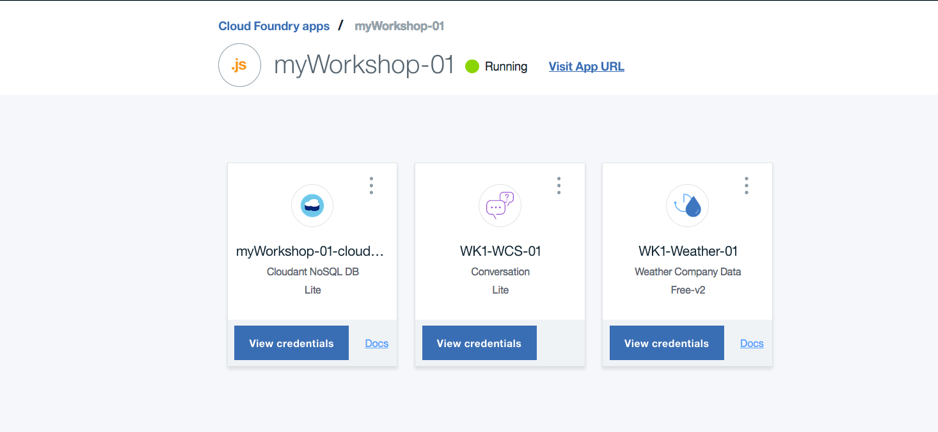 Cloud Foundry apps / myWorkshop-01
.js myWorkshop-01 Running Visit App URL
myWorkshop-01-cloud...
Cloudant NoSQL DB
Lite
View credentials Docs
WK1-WCS-01
Conversation
Lite
View credentials
WK1-Weather-01
Weather Company Data
Free-v2
View credentials Docs